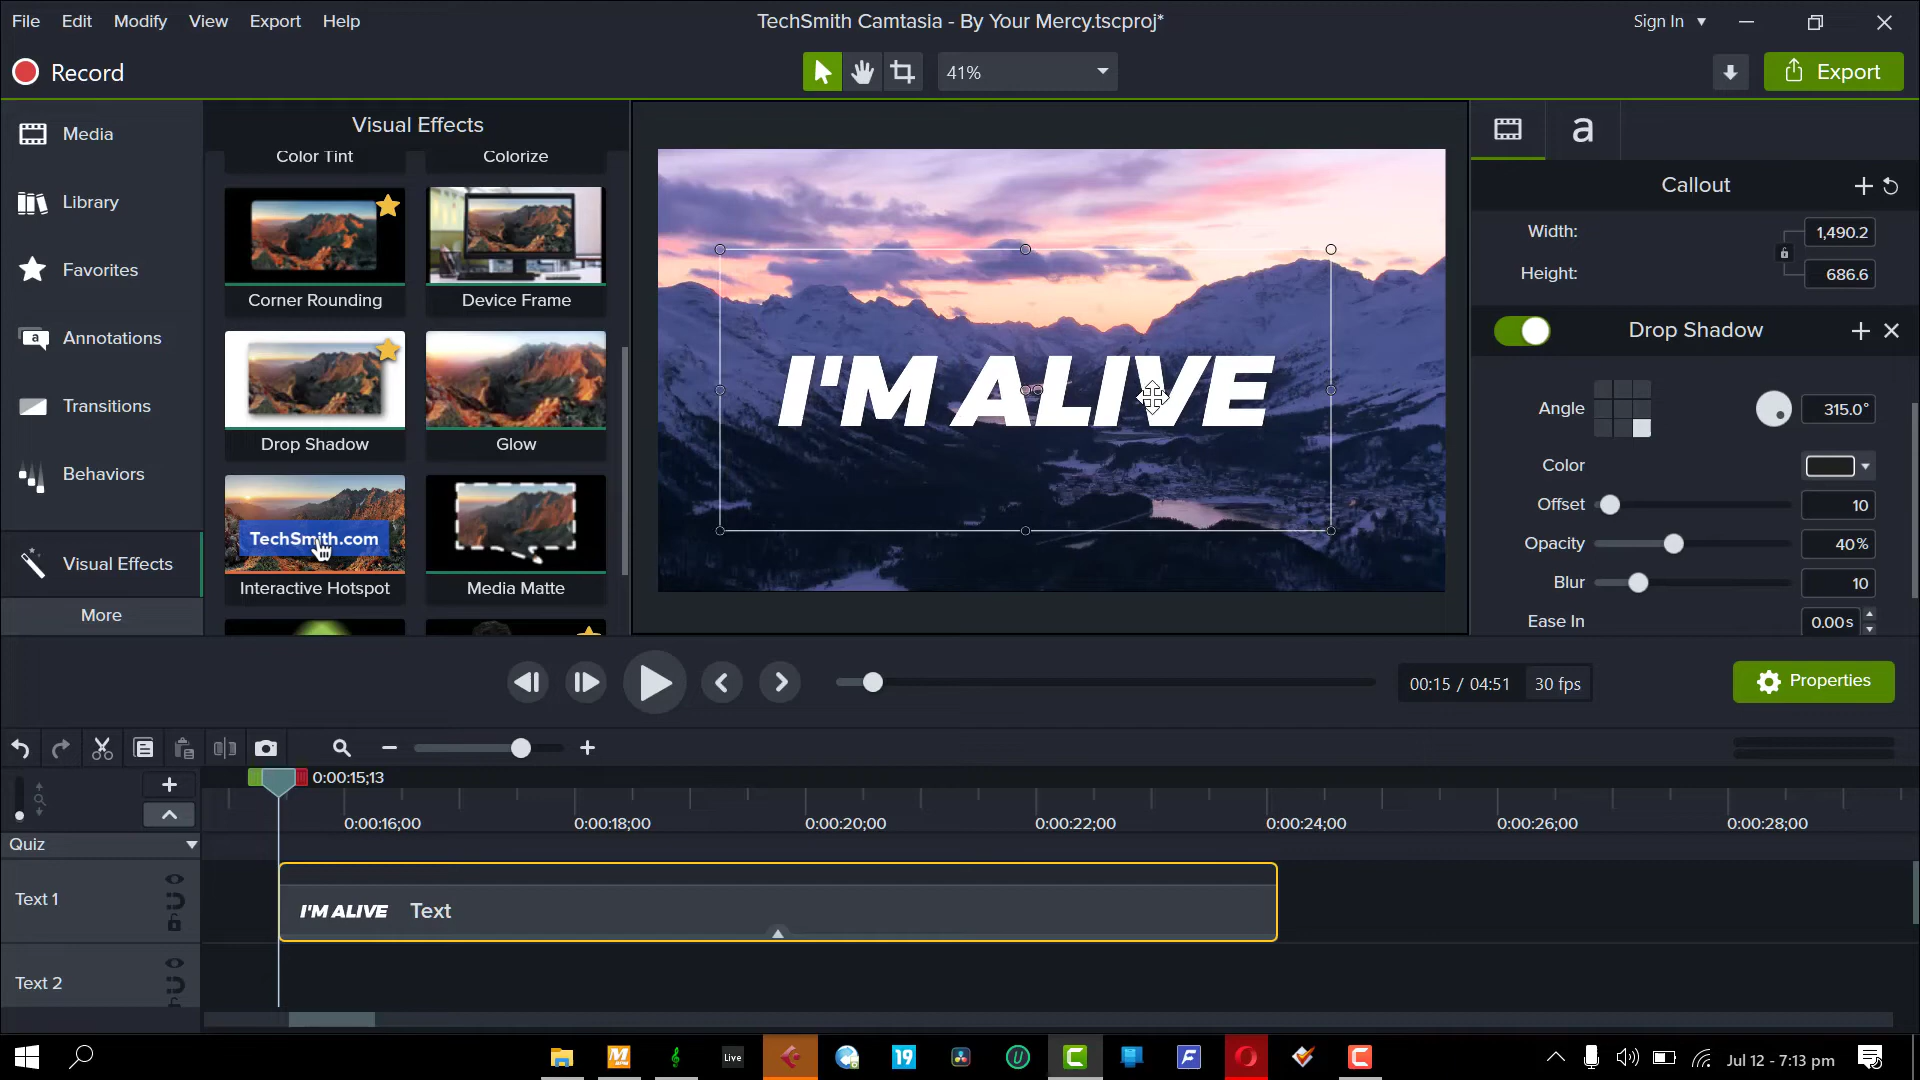 File Edit Modify View Export Help
TechSmith Camtasia - By Your Mercy.tscproj*
Sign In
Record
41%
Export
Media
Library
Favorites
Annotations
Transitions
Behaviors
Visual Effects
More
Visual Effects
Color Tint Colorize
Corner Rounding Device Frame
Drop Shadow Glow
TechSmith.com
Interactive Hotspot Media Matte
I'M ALIVE
a
Callout
Width: 1,490.2
Height: 686.6
Drop Shadow
Angle 315.0°
Color
Offset 10
Opacity 40%
Blur 10
Ease In 0.00s
00:15 / 04:51 30 fps
Properties
0:00:15;13
0:00:16;00 0:00:18;00 0:00:20;00 0:00:22;00 0:00:24;00 0:00:26;00 0:00:28;00
Quiz
Text 1
I'M ALIVE Text
Text 2
Live
19
Jul 12 - 7:13 pm